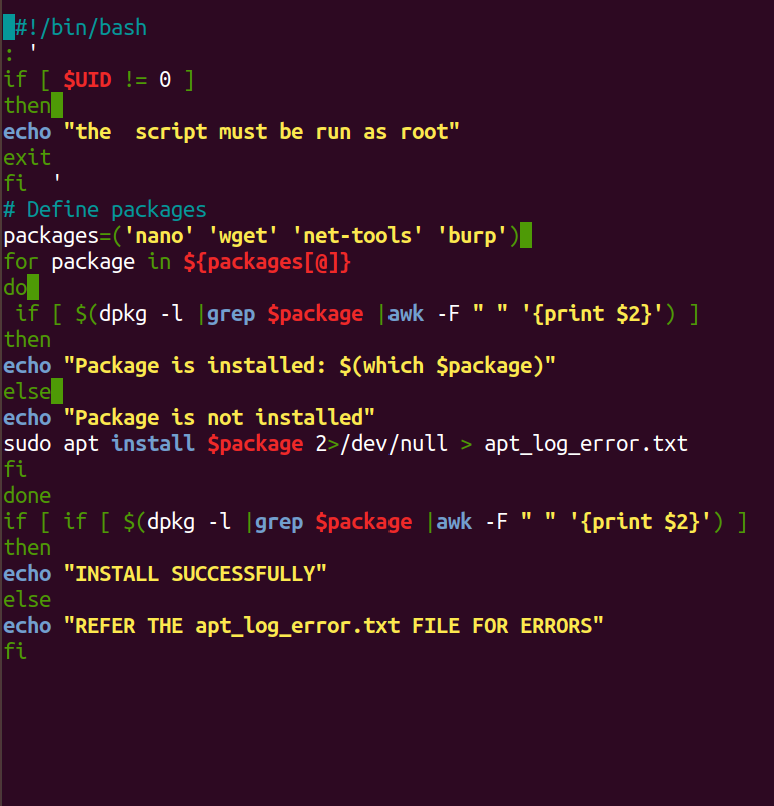 #!/bin/bash
: '
if [ $UID != 0 ]
then
echo "the  script must be run as root"
exit
fi  '
# Define packages
packages=('nano' 'wget' 'net-tools' 'burp')
for package in ${packages[@]}
do
 if [ $(dpkg -l |grep $package |awk -F " " '{print $2}') ]
then
echo "Package is installed: $(which $package)"
else
echo "Package is not installed"
sudo apt install $package 2>/dev/null > apt_log_error.txt
fi
done
if [ if [ $(dpkg -l |grep $package |awk -F " " '{print $2}') ]
then
echo "INSTALL SUCCESSFULLY"
else
echo "REFER THE apt_log_error.txt FILE FOR ERRORS"
fi